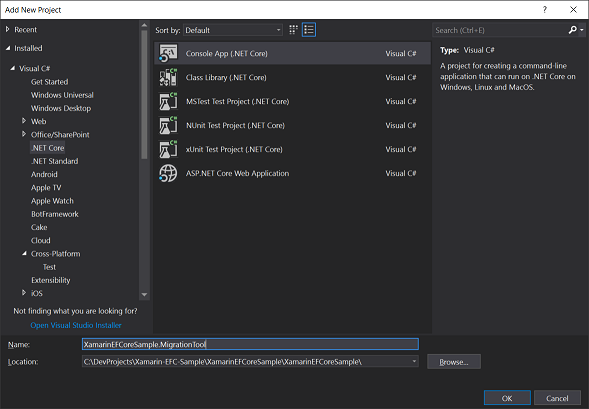 Add New Project
Recent
Installed
Visual C#
Get Started
Windows Universal
Windows Desktop
Web
Office/SharePoint
.NET Core
.NET Standard
Android
Apple TV
Apple Watch
BotFramework
Cake
Cloud
Cross-Platform
Test
Extensibility
iOS
Not finding what you are looking for?
Open Visual Studio Installer
Sort by: Default
Console App (.NET Core) Visual C#
Class Library (.NET Core) Visual C#
MSTest Test Project (.NET Core) Visual C#
NUnit Test Project (.NET Core) Visual C#
xUnit Test Project (.NET Core) Visual C#
ASP.NET Core Web Application Visual C#
Search (Ctrl+E)
Type: Visual C#
A project for creating a command-line
application that can run on .NET Core on
Windows, Linux and MacOS.
Name: XamarinEFCoreSample.MigrationTool
Location: C:\DevProjects\Xamarin-EFC-Sample\XamarinEFCoreSample\XamarinEFCoreSample\ Browse...
OK Cancel